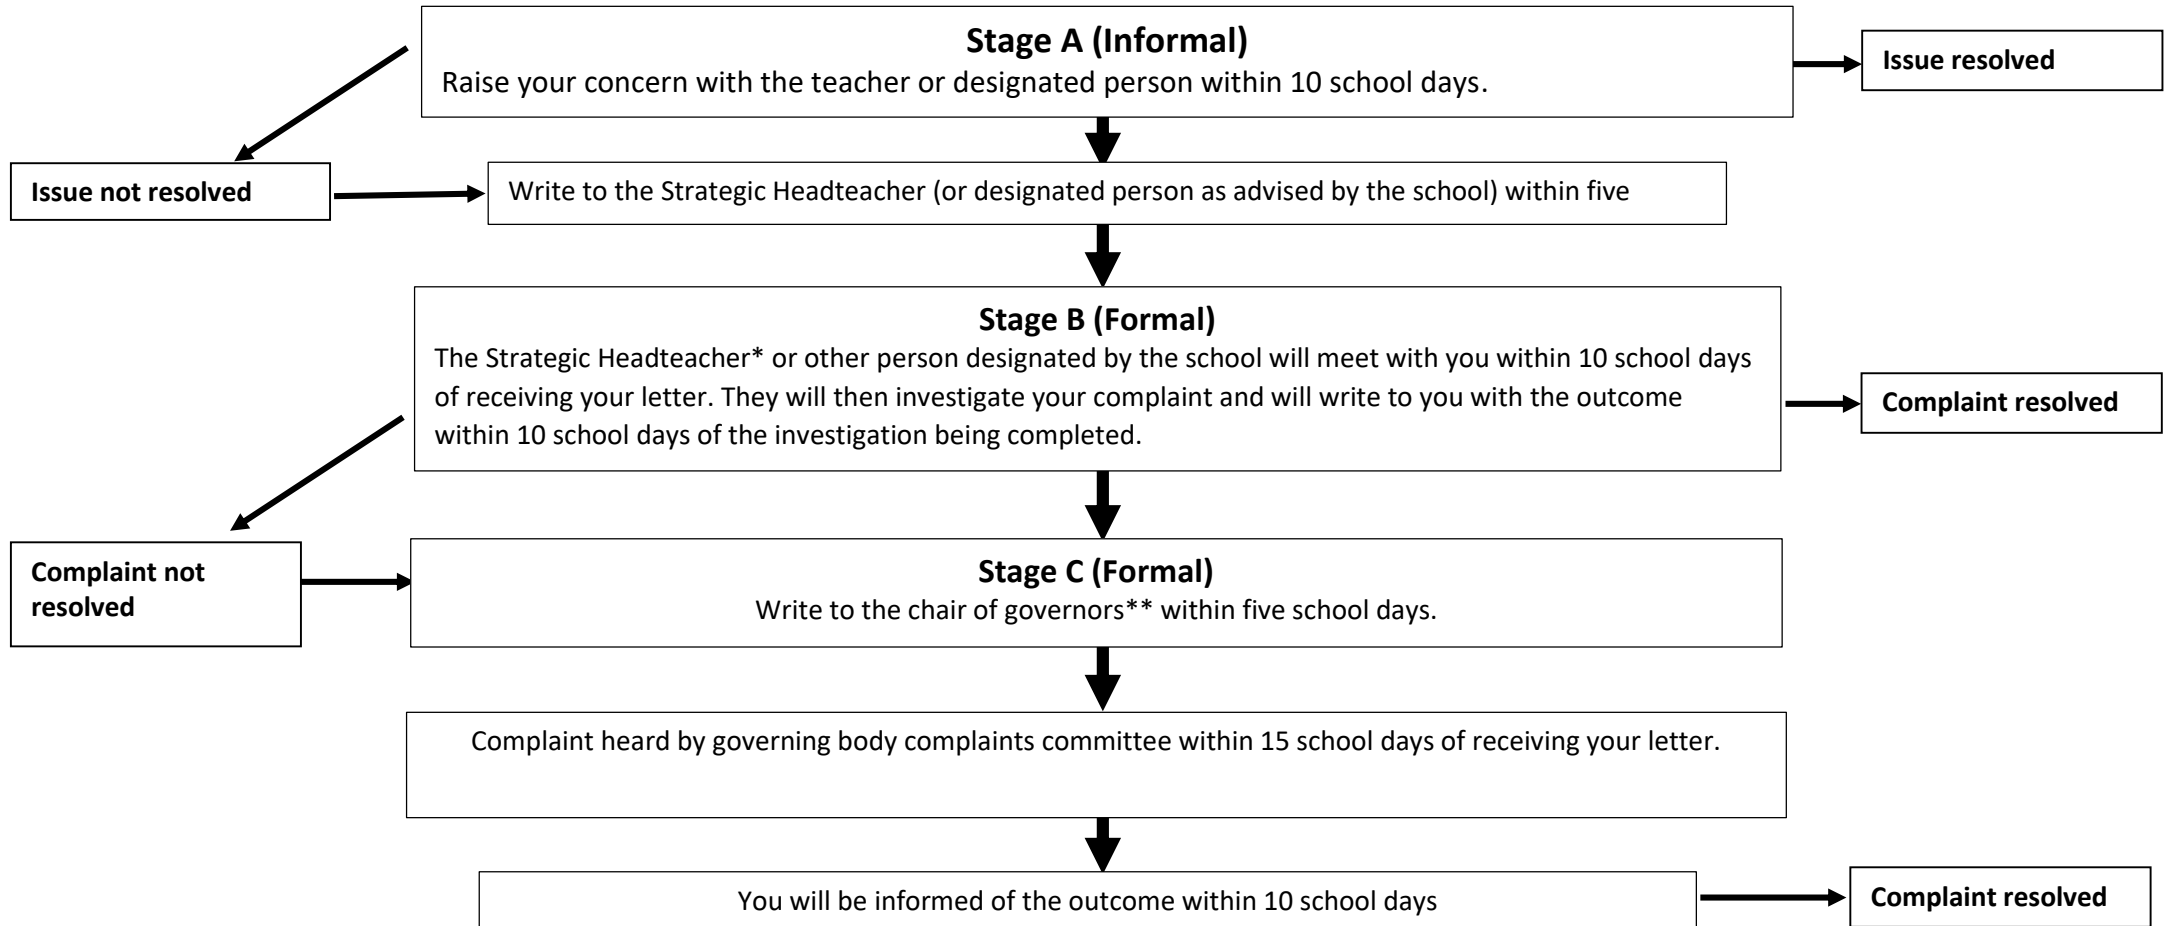 Stage A (Informal)
Raise your concern with the teacher or designated person within 10 school days.
Issue resolved
Issue not resolved
Write to the Strategic Headteacher (or designated person as advised by the school) within five
Stage B (Formal)
The Strategic Headteacher* or other person designated by the school will meet with you within 10 school days
of receiving your letter. They will then investigate your complaint and will write to you with the outcome
within 10 school days of the investigation being completed.
Complaint resolved
Complaint not
resolved
Stage C (Formal)
Write to the chair of governors** within five school days.
Complaint heard by governing body complaints committee within 15 school days of receiving your letter.
You will be informed of the outcome within 10 school days
Complaint resolved